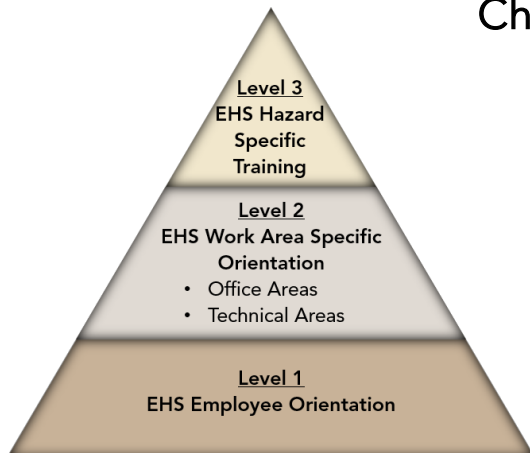 Ch
Level 3
EHS Hazard
Specific
Training
Level 2
EHS Work Area Specific
Orientation
• Office Areas
• Technical Areas
Level 1
EHS Employee Orientation